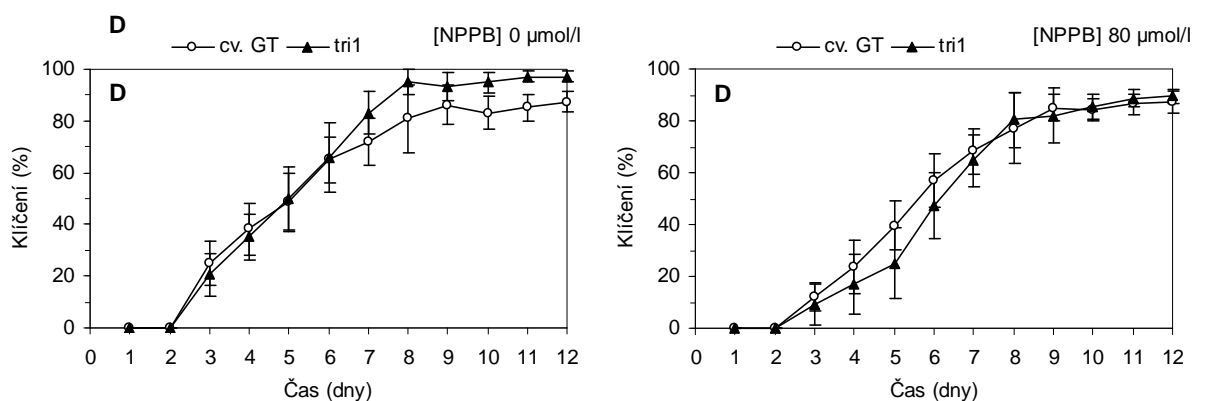 D
cv. GT tri1 [NPPB] 0 µmol/l
D
Klíčení (%)
100
80
60
40
20
0
0 1 2 3 4 5 6 7 8 9 10 11 12
Čas (dny)
cv. GT tri1 [NPPB] 80 µmol/l
D
Klíčení (%)
100
80
60
40
20
0
0 1 2 3 4 5 6 7 8 9 10 11 12
Čas (dny)